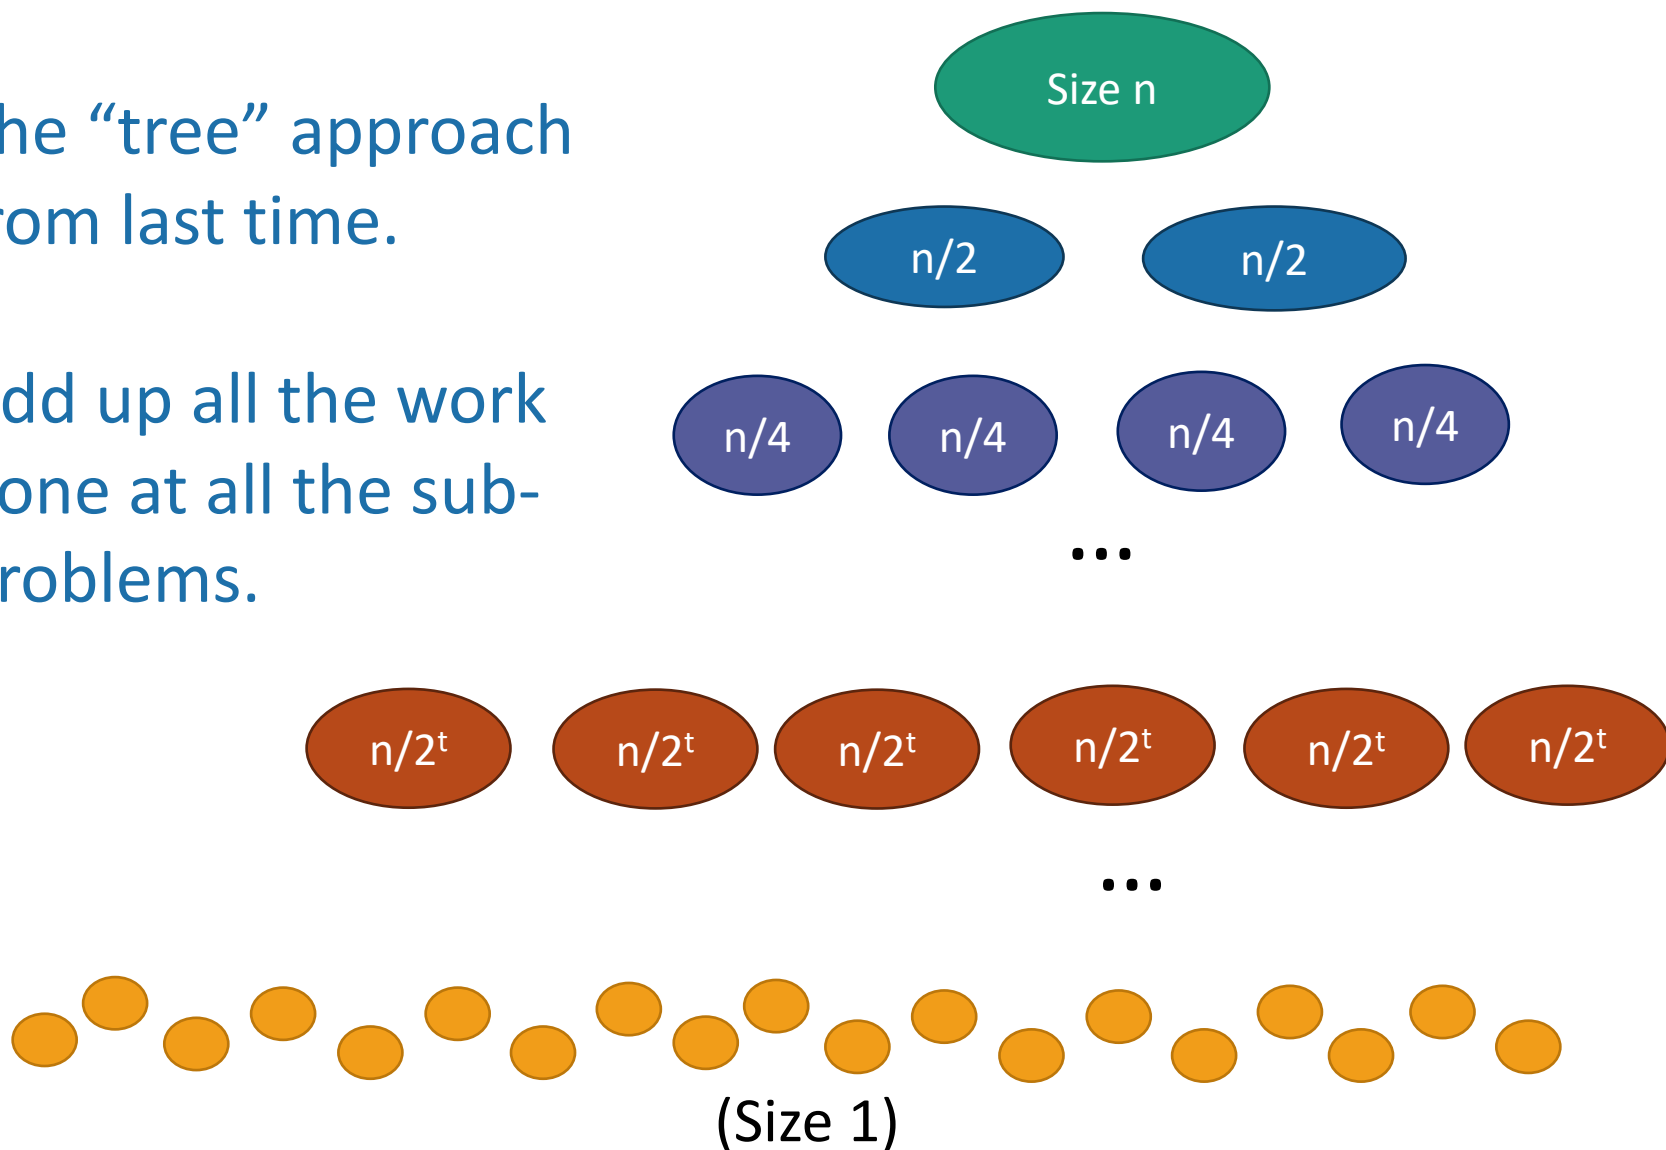 he “tree” approach
rom last time.
dd up all the work
one at all the sub-
roblems.
Size n
n/2 n/2
n/4 n/4 n/4 n/4
...
n/2ᵗ n/2ᵗ n/2ᵗ n/2ᵗ n/2ᵗ n/2ᵗ
...
(Size 1)